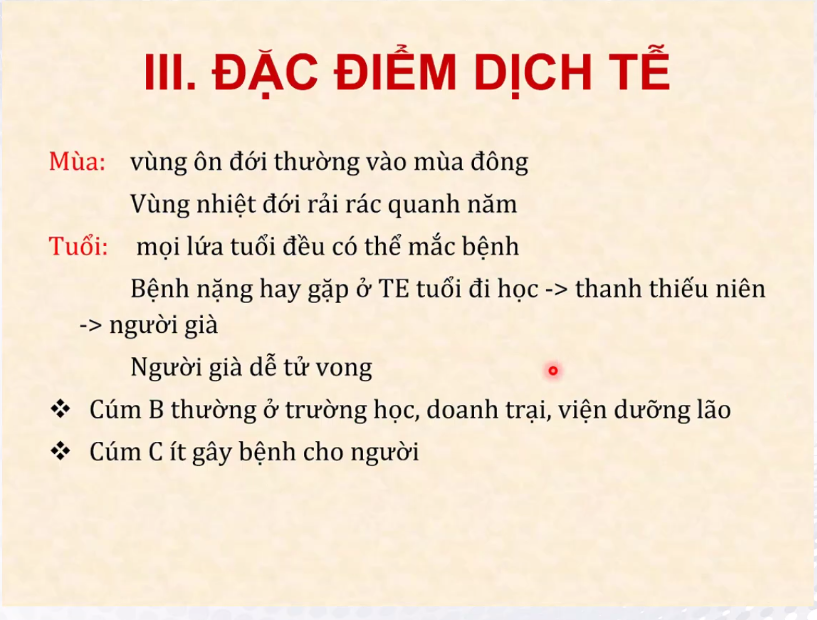 III. ĐẶC ĐIỂM DỊCH TỄ
Mùa: vùng ôn đới thường vào mùa đông
Vùng nhiệt đới rải rác quanh năm
Tuổi: mọi lứa tuổi đều có thể mắc bệnh
Bệnh nặng hay gặp ở TE tuổi đi học -> thanh thiếu niên
-> người già
Người già dễ tử vong
❖ Cúm B thường ở trường học, doanh trại, viện dưỡng lão
❖ Cúm C ít gây bệnh cho người